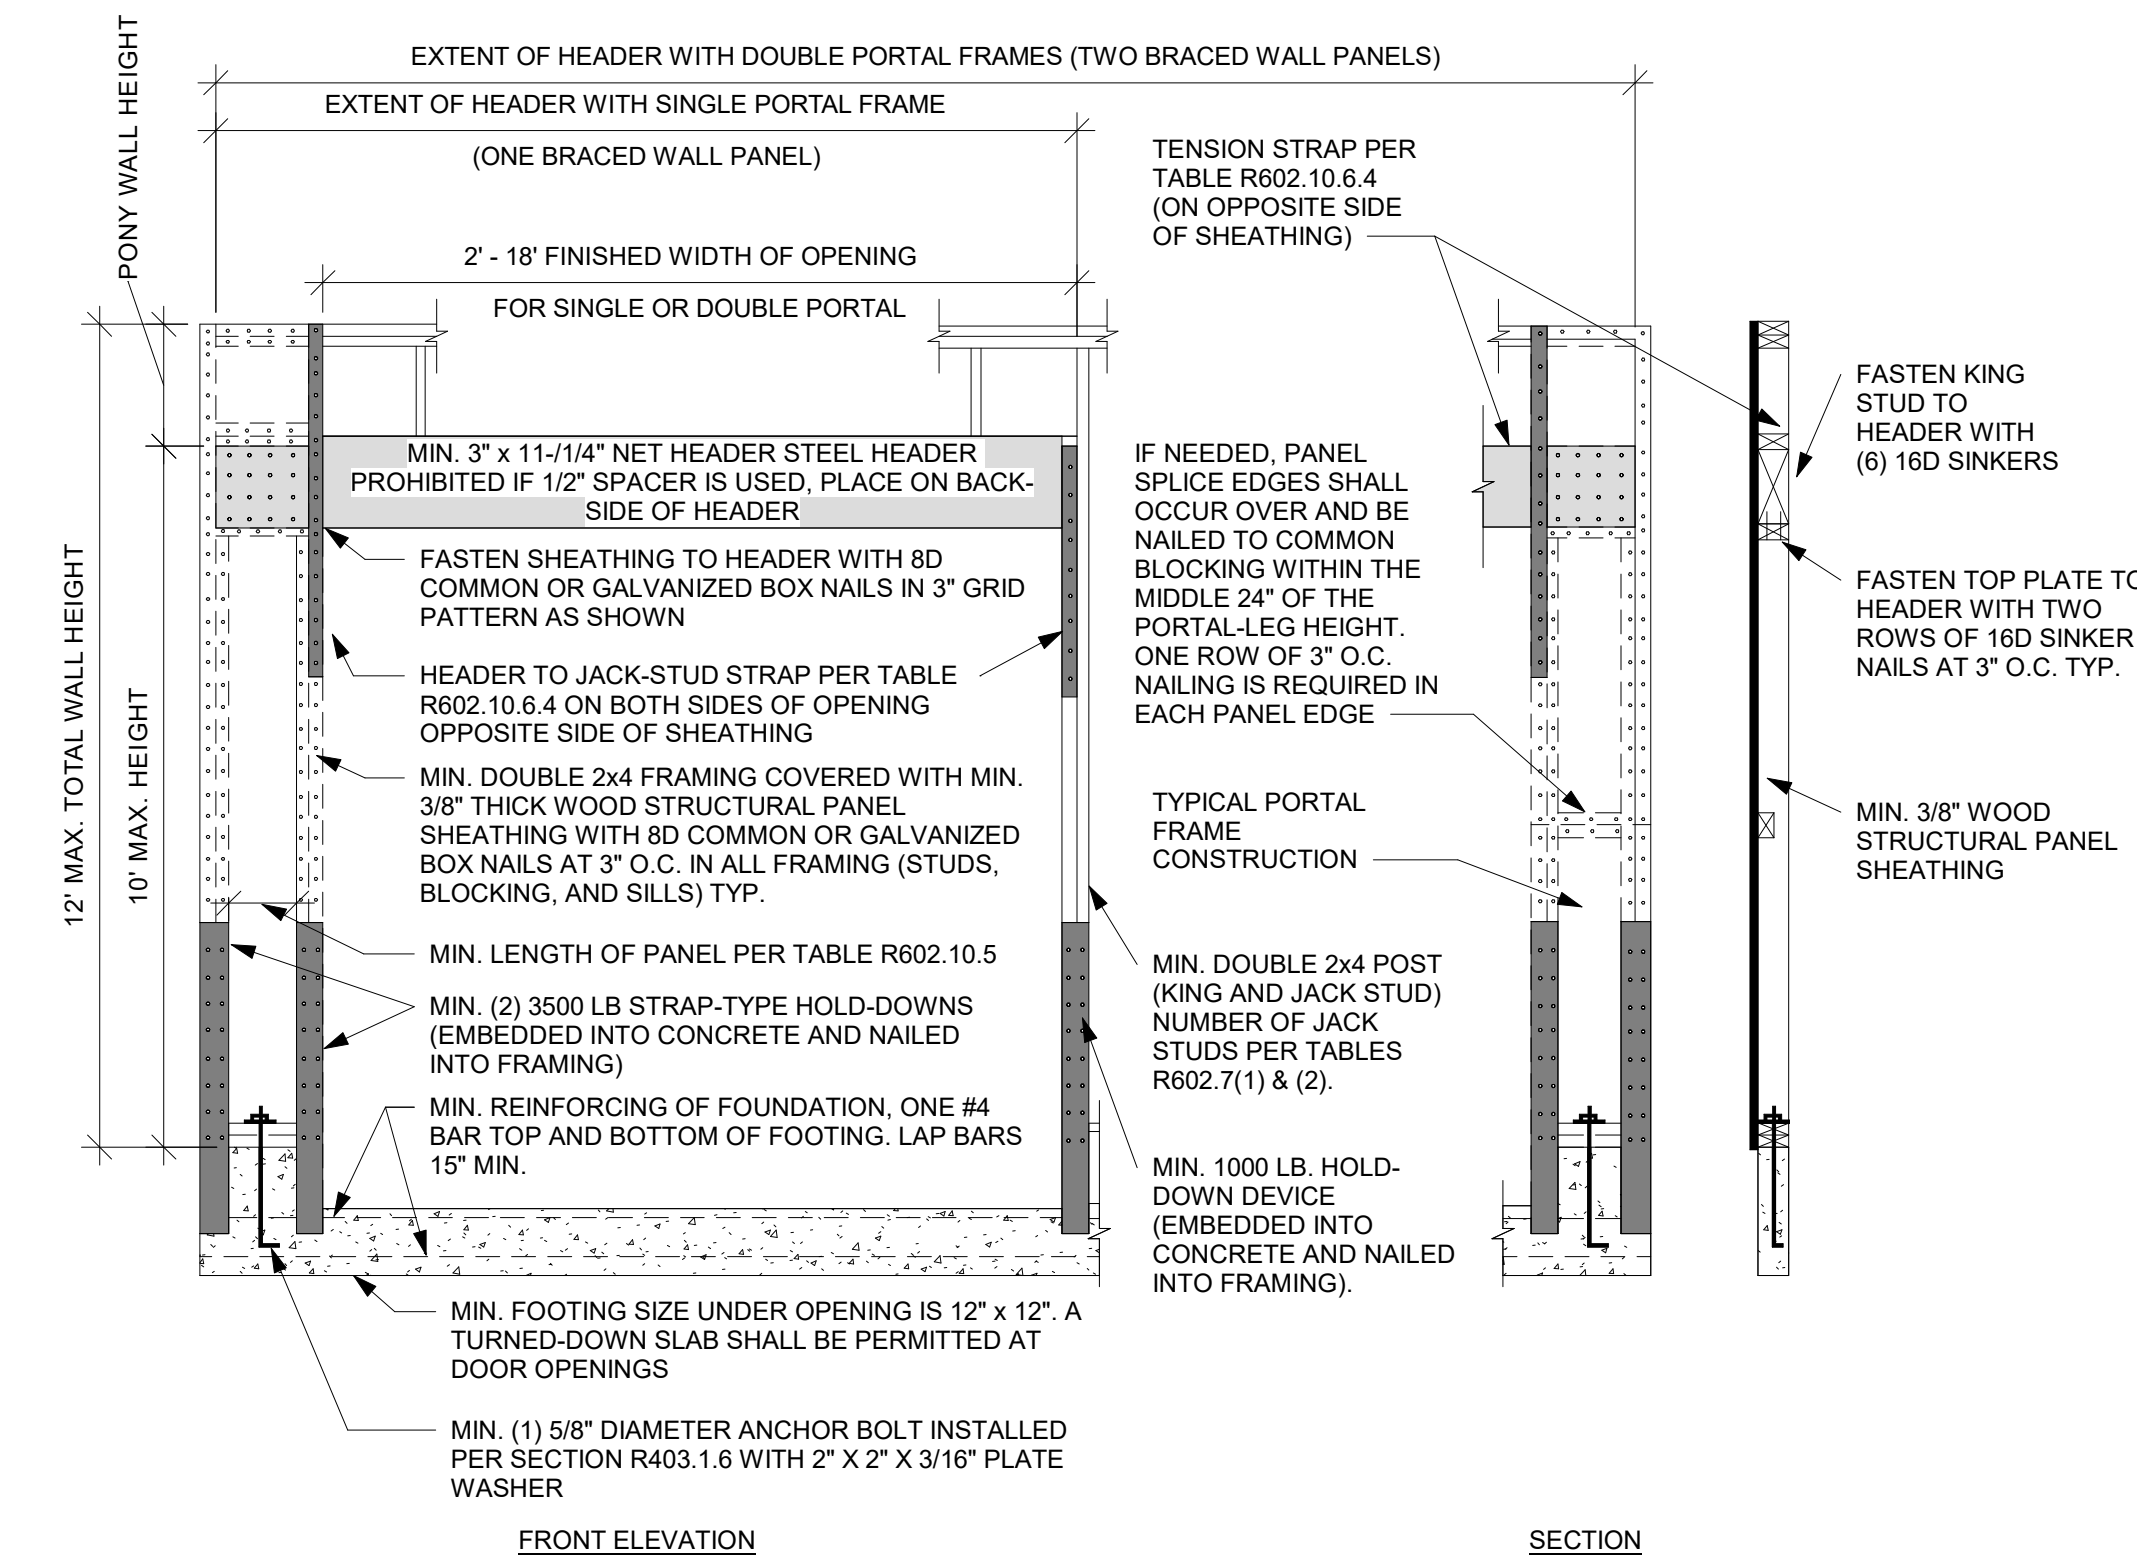 EXTENT OF HEADER WITH DOUBLE PORTAL FRAMES (TWO BRACED WALL PANELS)
EXTENT OF HEADER WITH SINGLE PORTAL FRAME
(ONE BRACED WALL PANEL)
2' - 18' FINISHED WIDTH OF OPENING
FOR SINGLE OR DOUBLE PORTAL
PONY WALL HEIGHT
12' MAX. TOTAL WALL HEIGHT
10' MAX. HEIGHT
MIN. 3" x 11-/1/4" NET HEADER STEEL HEADER
PROHIBITED IF 1/2" SPACER IS USED, PLACE ON BACK-
SIDE OF HEADER
FASTEN SHEATHING TO HEADER WITH 8D
COMMON OR GALVANIZED BOX NAILS IN 3" GRID
PATTERN AS SHOWN
HEADER TO JACK-STUD STRAP PER TABLE
R602.10.6.4 ON BOTH SIDES OF OPENING
OPPOSITE SIDE OF SHEATHING
MIN. DOUBLE 2x4 FRAMING COVERED WITH MIN.
3/8" THICK WOOD STRUCTURAL PANEL
SHEATHING WITH 8D COMMON OR GALVANIZED
BOX NAILS AT 3" O.C. IN ALL FRAMING (STUDS,
BLOCKING, AND SILLS) TYP.
MIN. LENGTH OF PANEL PER TABLE R602.10.5
MIN. (2) 3500 LB STRAP-TYPE HOLD-DOWNS
(EMBEDDED INTO CONCRETE AND NAILED
INTO FRAMING)
MIN. REINFORCING OF FOUNDATION, ONE #4
BAR TOP AND BOTTOM OF FOOTING. LAP BARS
15" MIN.
MIN. FOOTING SIZE UNDER OPENING IS 12" x 12". A
TURNED-DOWN SLAB SHALL BE PERMITTED AT
DOOR OPENINGS
MIN. (1) 5/8" DIAMETER ANCHOR BOLT INSTALLED
PER SECTION R403.1.6 WITH 2" X 2" X 3/16" PLATE
WASHER
FRONT ELEVATION
TENSION STRAP PER
TABLE R602.10.6.4
(ON OPPOSITE SIDE
OF SHEATHING)
IF NEEDED, PANEL
SPLICE EDGES SHALL
OCCUR OVER AND BE
NAILED TO COMMON
BLOCKING WITHIN THE
MIDDLE 24" OF THE
PORTAL-LEG HEIGHT.
ONE ROW OF 3" O.C.
NAILING IS REQUIRED IN
EACH PANEL EDGE
TYPICAL PORTAL
FRAME
CONSTRUCTION
MIN. DOUBLE 2x4 POST
(KING AND JACK STUD)
NUMBER OF JACK
STUDS PER TABLES
R602.7(1) & (2).
MIN. 1000 LB. HOLD-
DOWN DEVICE
(EMBEDDED INTO
CONCRETE AND NAILED
INTO FRAMING).
FASTEN KING
STUD TO
HEADER WITH
(6) 16D SINKERS
FASTEN TOP PLATE TO
HEADER WITH TWO
ROWS OF 16D SINKER
NAILS AT 3" O.C. TYP.
MIN. 3/8" WOOD
STRUCTURAL PANEL
SHEATHING
SECTION